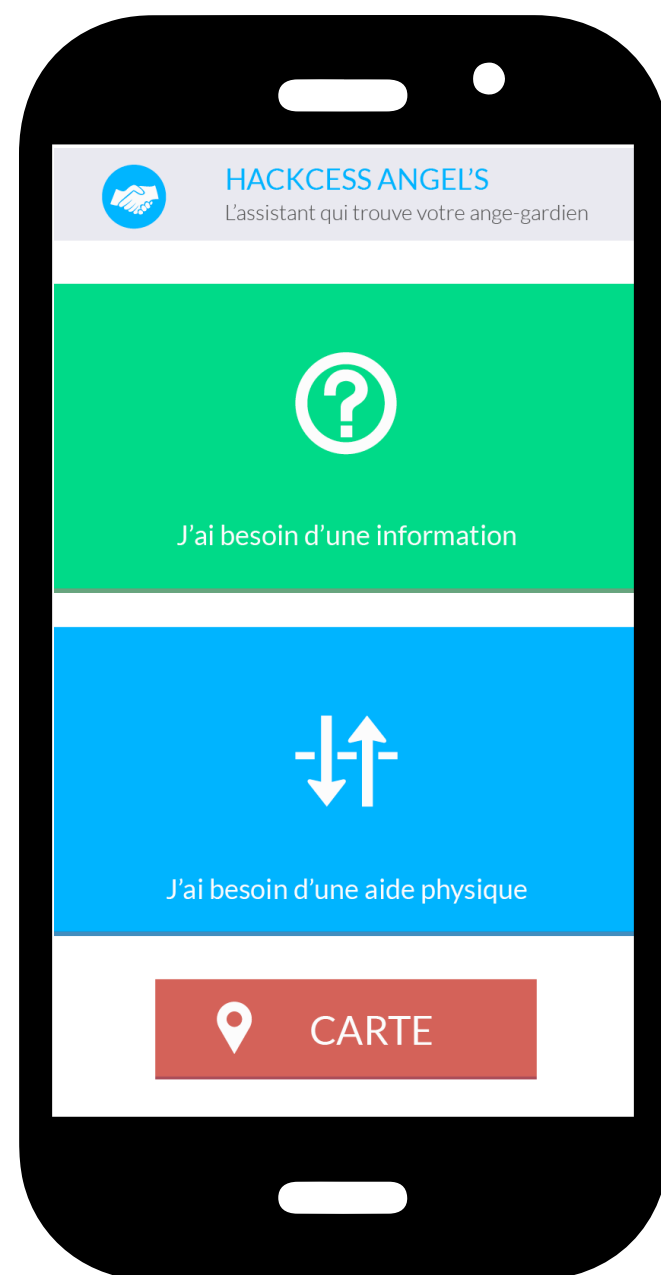 HACKCESS ANGEL’S
L’assistant qui trouve votre ange-gardien
J’ai besoin d’une information
J’ai besoin d’une aide physique
CARTE